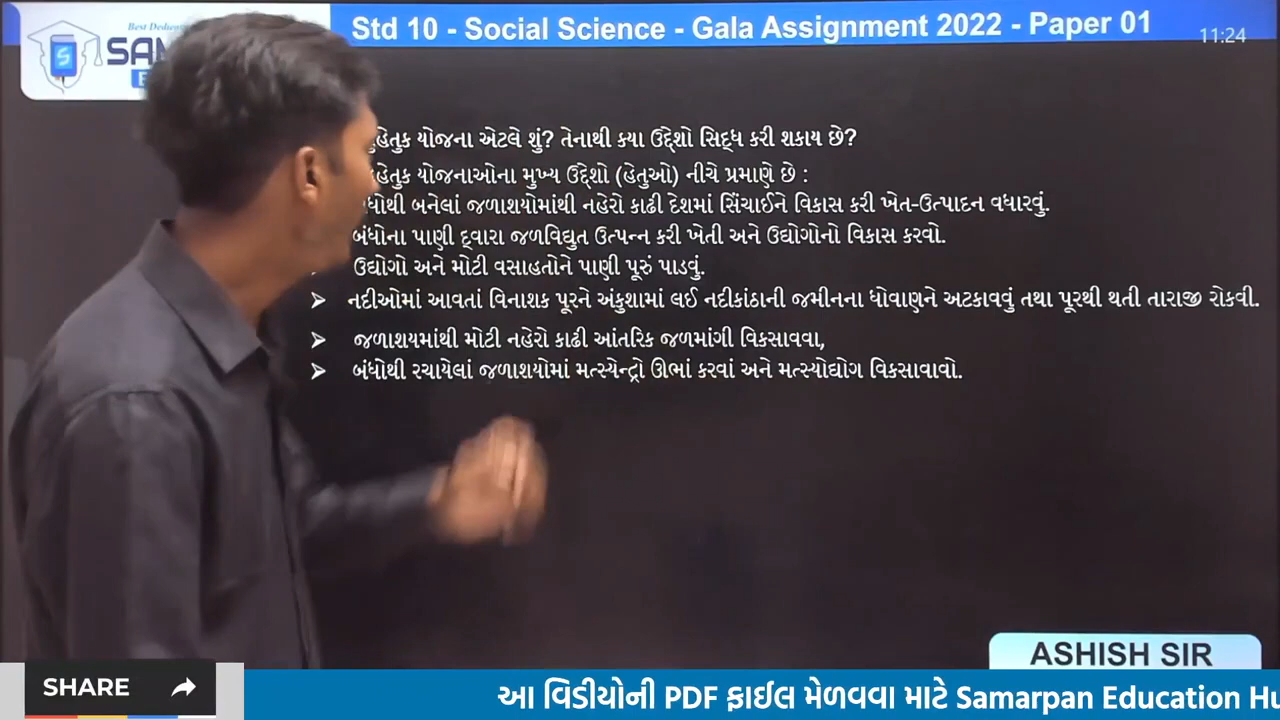 Best
SAM
Std 10 - Social Science - Gala Assignment 2022 - Paper 01
11:24
યોજના એટલે શું? તેનાથી કયા ઉદ્દેશો સિદ્ધ કરી શકાય છે?
યોજનાઓના મુખ્ય ઉદ્દેશો (હેતુઓ) નીચે પ્રમાણે છે :
બનેલાં જળાશયોમાંથી નહેરો કાઢી દેશમાં સિંચાઈને વિકાસ કરી ખેત-ઉત્પાદન વધારવું.
બંધોના પાણી દ્વારા જળવિદ્યુત ઉત્પન્ન કરી ખેતી અને ઉદ્યોગોનો વિકાસ કરવો.
ઉદ્યોગો અને મોટી વસાહતોને પાણી પૂરું પાડવું.
➢ નદીઓમાં આવતાં વિનાશક પૂરને અંકુશામાં લઈ નદીકાંઠાની જમીનના ધોવાણને અટકાવવું તથા પૂરથી થતી તારાજી રોકવી.
➢ જળાશયમાંથી મોટી નહેરો કાઢી આંતરિક જળમાંગી વિકસાવવા,
➢ બંધોથી રચાયેલાં જળાશયોમાં મત્સ્યેન્દ્રો ઊભાં કરવાં અને મત્સ્યોદ્યોગ વિકસાવાવો.
ASHISH SIR
SHARE
આ વિડીયોની PDF ફાઈલ મેળવવા માટે Samarpan Education